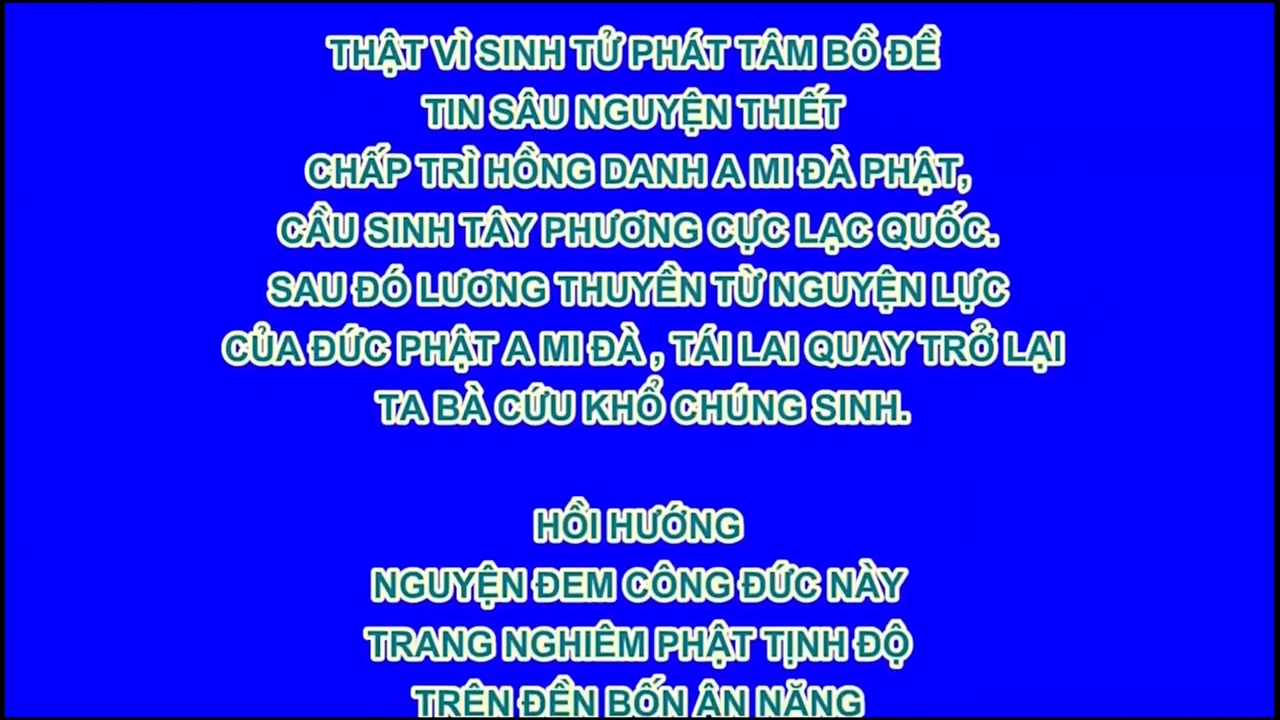 THẬT VÌ SINH TỬ PHÁT TÂM BỒ ĐỀ
TIN SÂU NGUYỆN THIẾT
CHẤP TRÌ HỒNG DANH A MI ĐÀ PHẬT,
CẦU SINH TÂY PHƯƠNG CỰC LẠC QUỐC.
SAU ĐÓ LƯƠNG THUYỀN TỪ NGUYỆN LỰC
CỦA ĐỨC PHẬT A MI ĐÀ , TÁI LAI QUAY TRỞ LẠI
TA BÀ CỨU KHỔ CHÚNG SINH.
HỒI HƯỚNG
NGUYỆN ĐEM CÔNG ĐỨC NÀY
TRANG NGHIÊM PHẬT TỊNH ĐỘ
TRÊN ĐỀN BỐN ÂN NĂNG